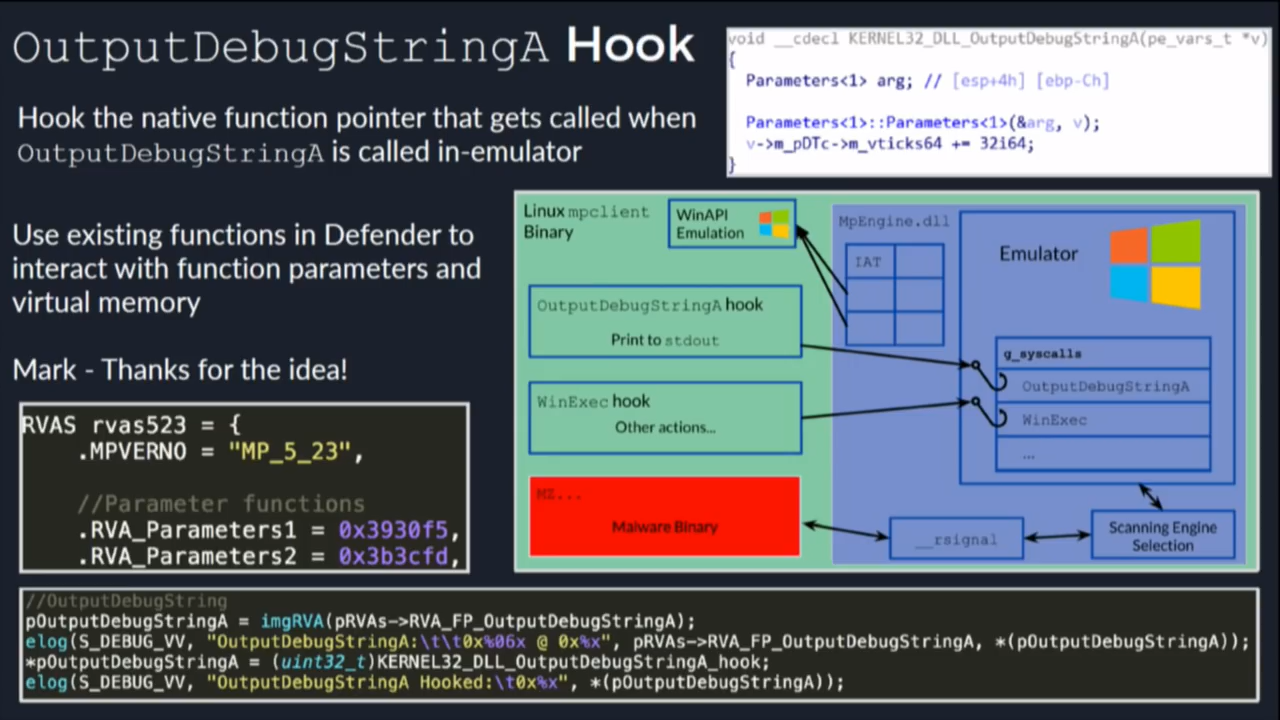 OutputDebugStringA Hook
Hook the native function pointer that gets called when
OutputDebugStringA is called in-emulator
Use existing functions in Defender to
interact with function parameters and
virtual memory
Mark - Thanks for the idea!
RVAS rvas523 = {
.MPVERNO = "MP_5_23",
//Parameter functions
.RVA_Parameters1 = 0x3930f5,
.RVA_Parameters2 = 0x3b3cfd,
void __cdecl KERNEL32_DLL_OutputDebugStringA(pe_vars_t *v)
{
Parameters<1> arg; // [esp+4h] [ebp-Ch]
Parameters<1>::Parameters<1>(&arg, v);
v->m_pDTc->m_vticks64 += 32i64;
}
Linux mpclient
Binary
WinAPI
Emulation
MpEngine.dll
IAT
Emulator
OutputDebugStringA hook
Print to stdout
g_syscalls
OutputDebugStringA
WinExec hook
Other actions...
WinExec
...
MZ...
Malware Binary
__rsignal
Scanning Engine
Selection
//OutputDebugString
pOutputDebugStringA = imgRVA(pRVAs->RVA_FP_OutputDebugStringA);
elog(S_DEBUG_VV, "OutputDebugStringA:\t\t0x%06x @ 0x%x", pRVAs->RVA_FP_OutputDebugStringA, *(pOutputDebugStringA));
*pOutputDebugStringA = (uint32_t)KERNEL32_DLL_OutputDebugStringA_hook;
elog(S_DEBUG_VV, "OutputDebugStringA Hooked:\t0x%x", *(pOutputDebugStringA));